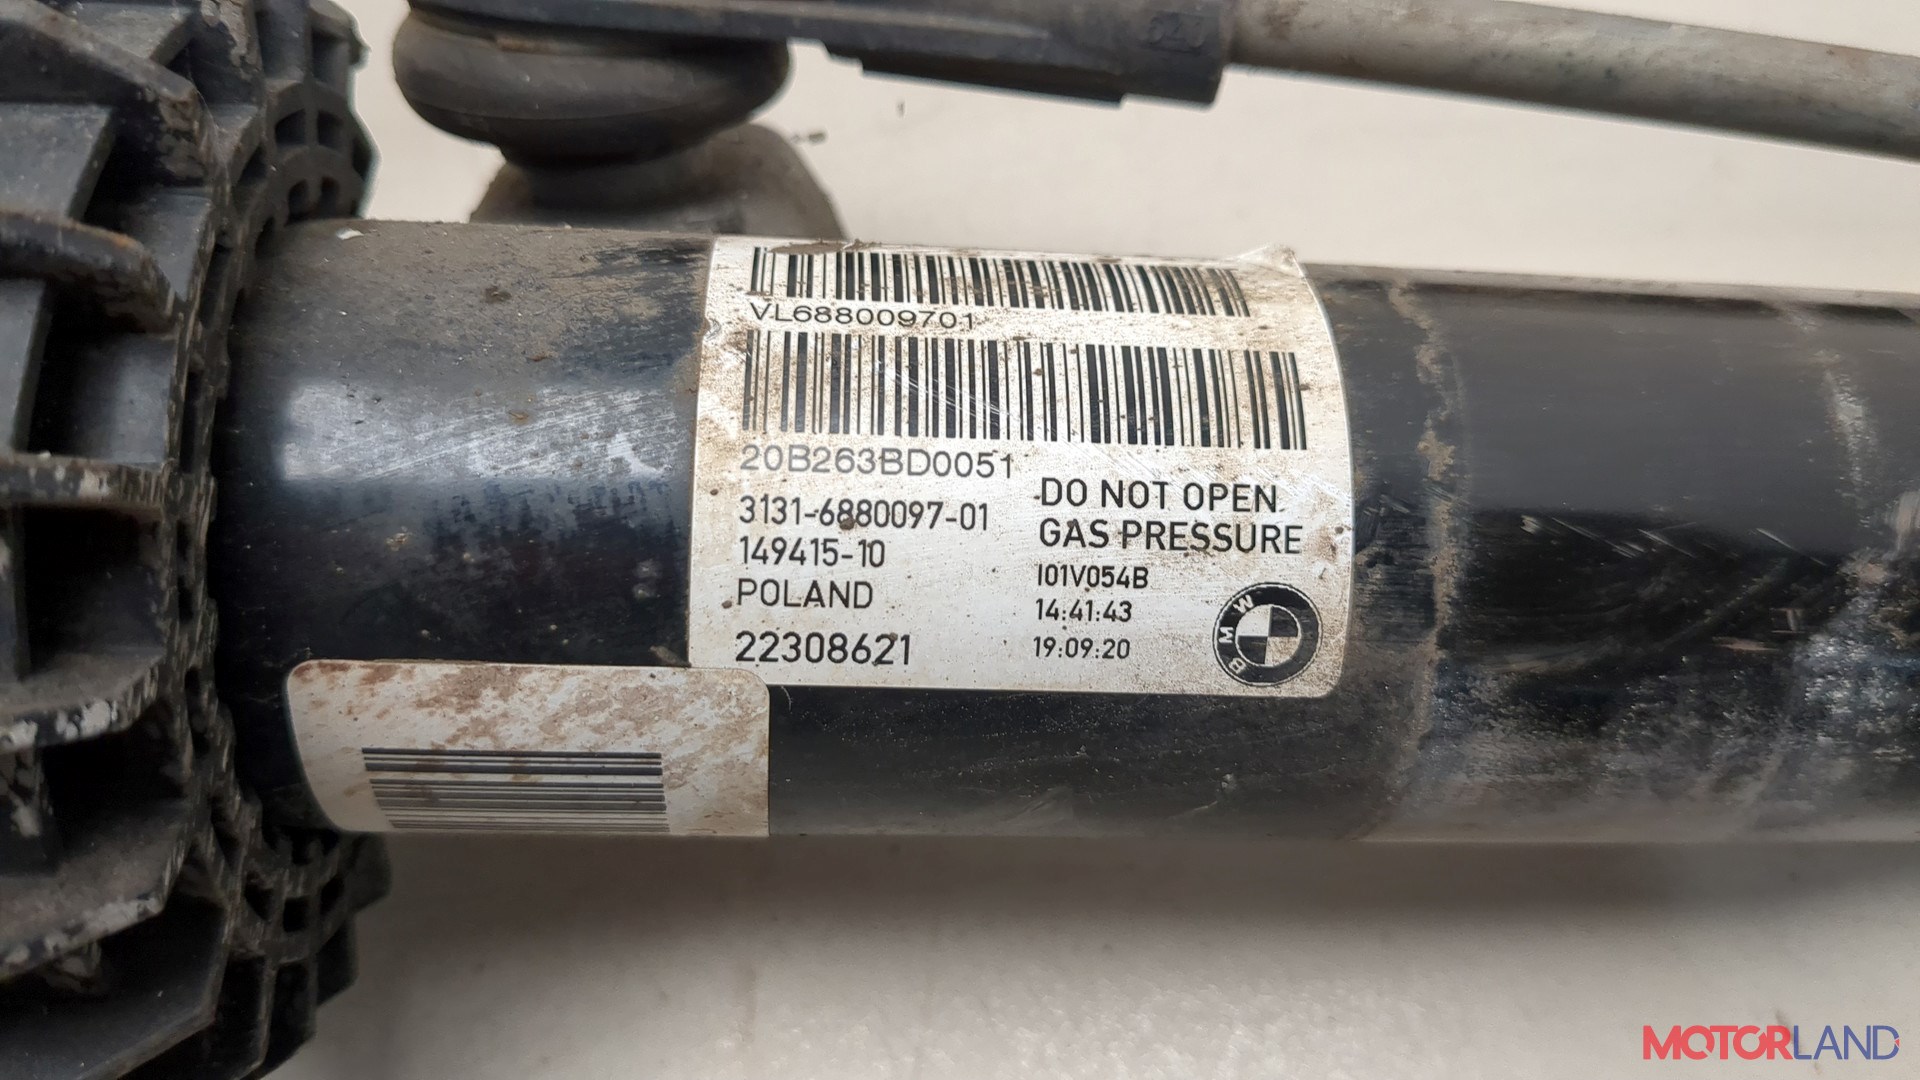 VL688009701
20B263BD0051
3131-6880097-01
149415-10
POLAND
22308621
DO NOT OPEN
GAS PRESSURE
I01V054B
14:41:43
19:09:20
BMW
MOTORLAND